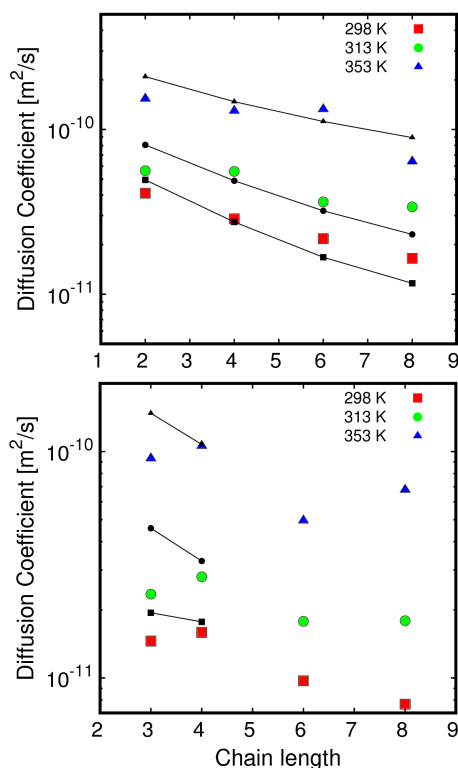 298 K
313 K
353 K
Diffusion Coefficient [m²/s]
10⁻¹⁰
10⁻¹¹
1 2 3 4 5 6 7 8 9
298 K
313 K
353 K
Diffusion Coefficient [m²/s]
10⁻¹⁰
10⁻¹¹
2 3 4 5 6 7 8 9
Chain length